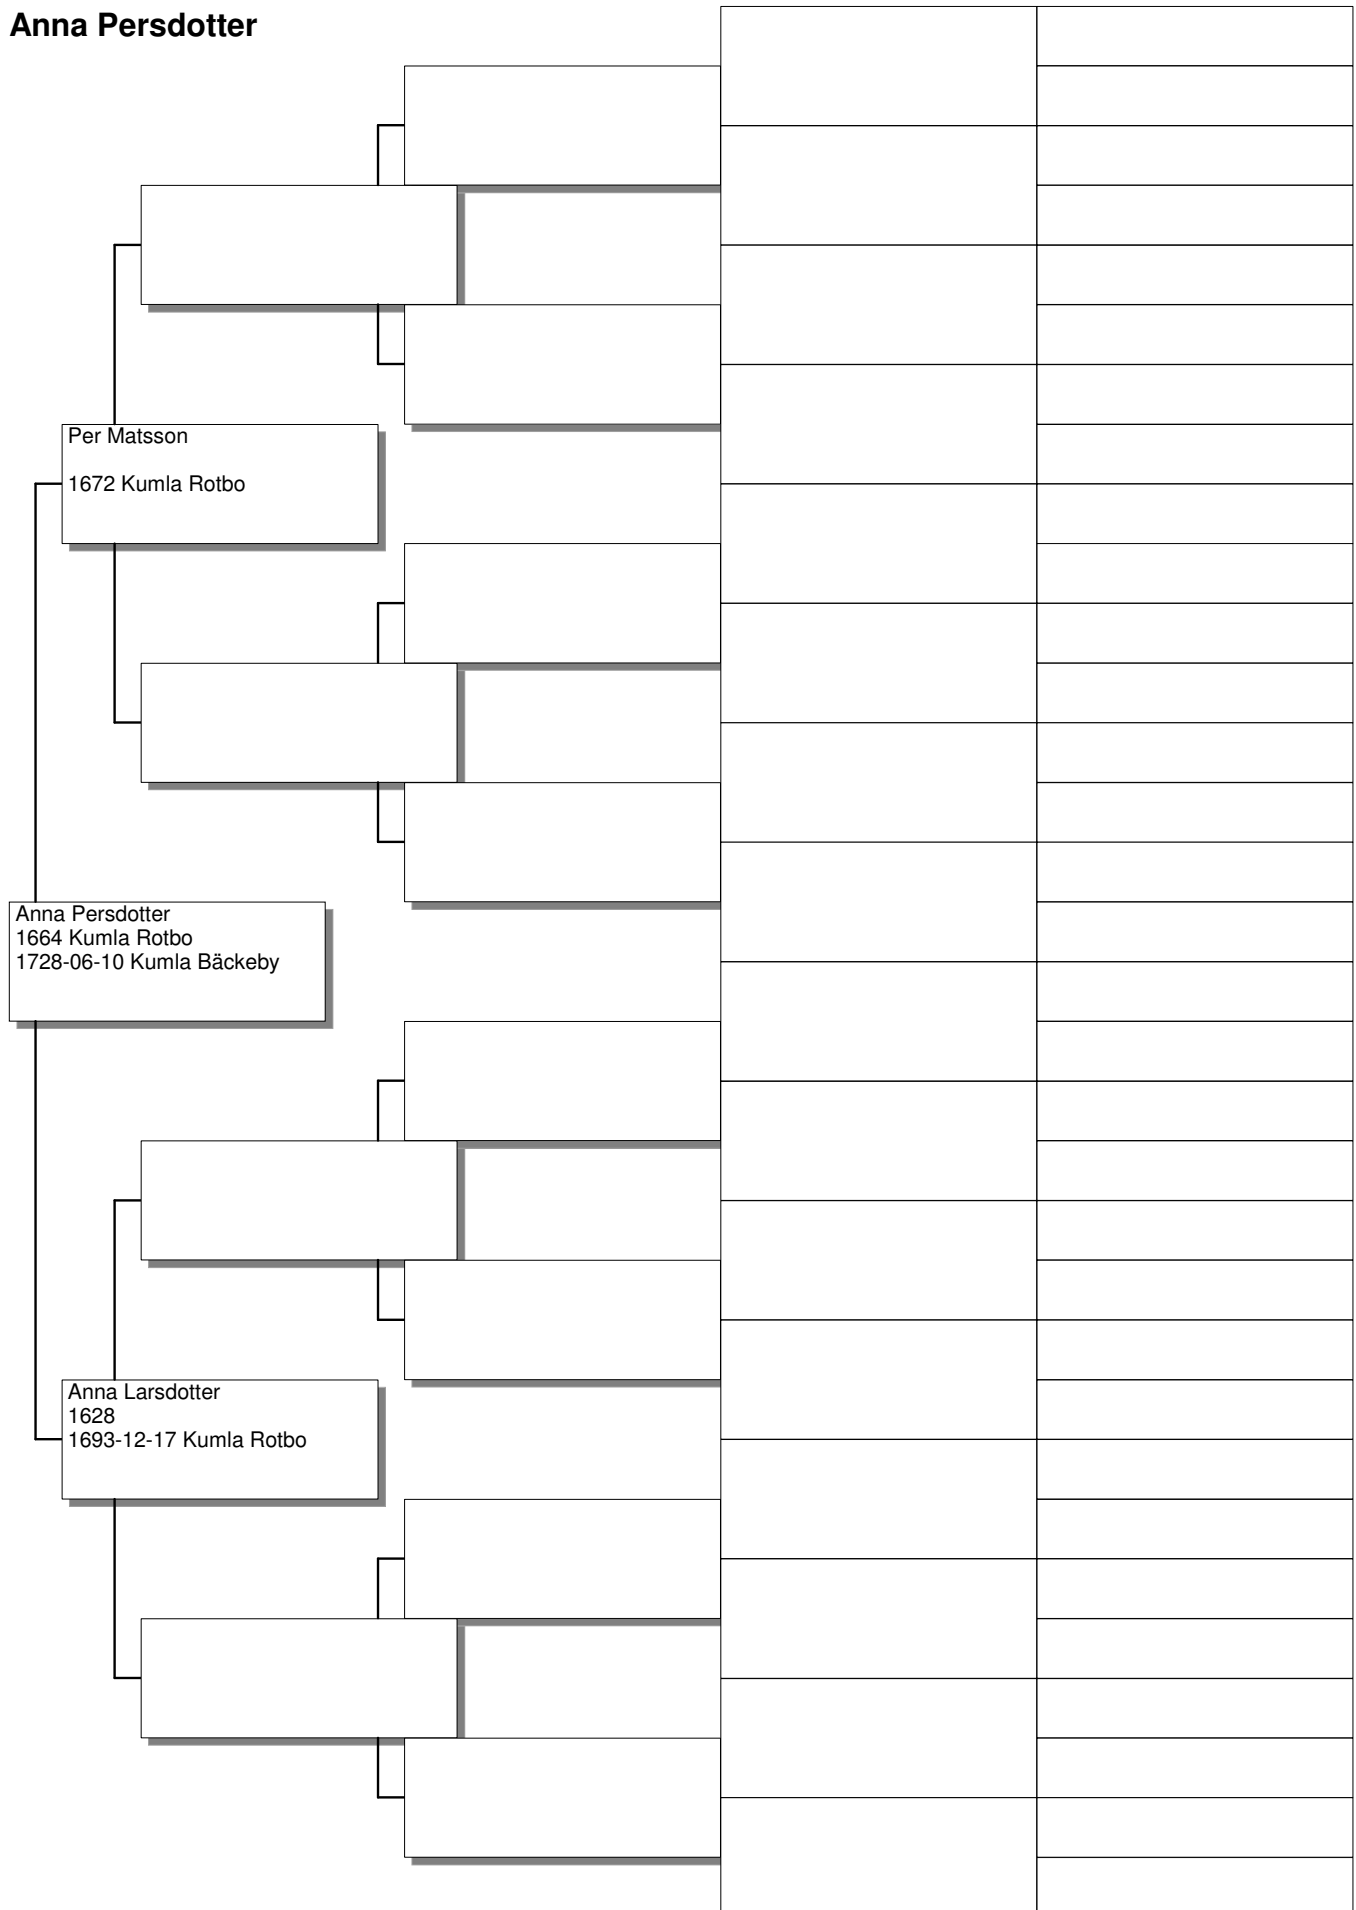 Anna Persdotter
Per Matsson
1672 Kumla Rotbo
Anna Persdotter
1664 Kumla Rotbo
1728-06-10 Kumla Bäckeby
Anna Larsdotter
1628
1693-12-17 Kumla Rotbo